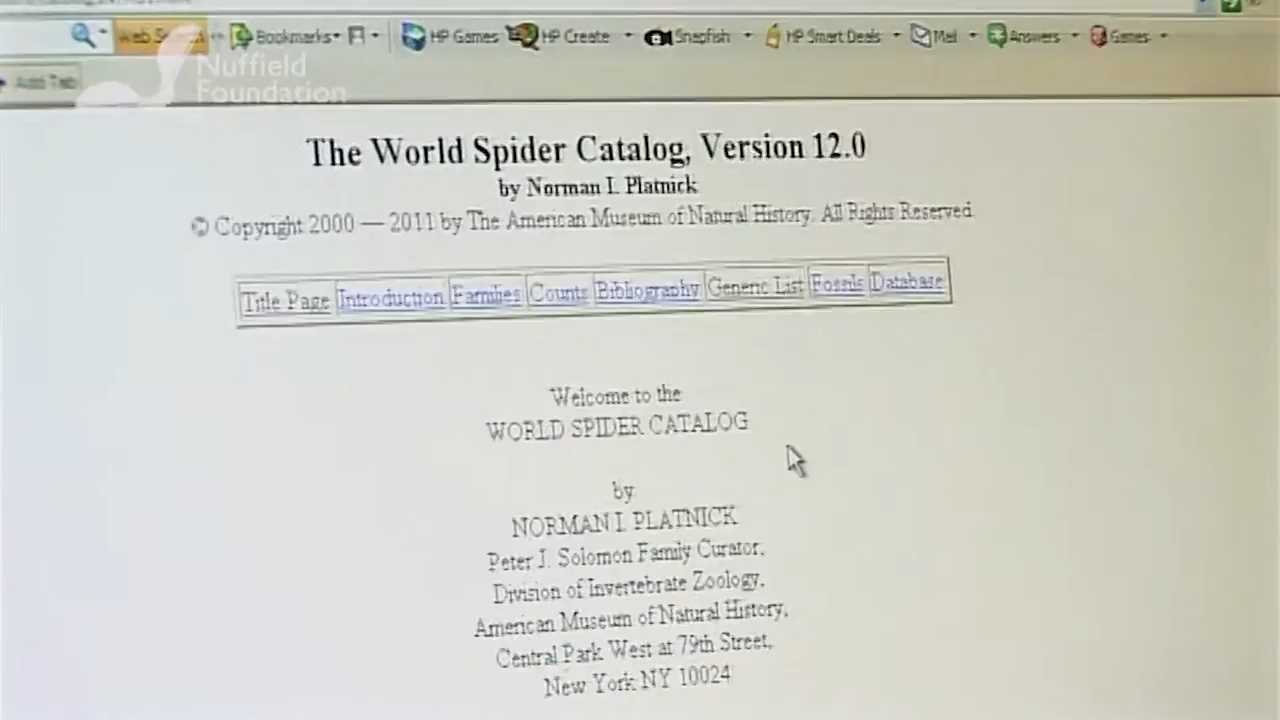 Web Search Bookmarks HP Games HP Create Snapfish HP Smart Deals Mail Answers Games
Add Tab
Nuffield
Foundation
The World Spider Catalog, Version 12.0
by Norman I. Platnick
© Copyright 2000 — 2011 by The American Museum of Natural History. All Rights Reserved.
Title Page Introduction Families Counts Bibliography Generic List Fossils Database
Welcome to the
WORLD SPIDER CATALOG
by
NORMAN I. PLATNICK
Peter J. Solomon Family Curator,
Division of Invertebrate Zoology,
American Museum of Natural History,
Central Park West at 79th Street,
New York NY 10024